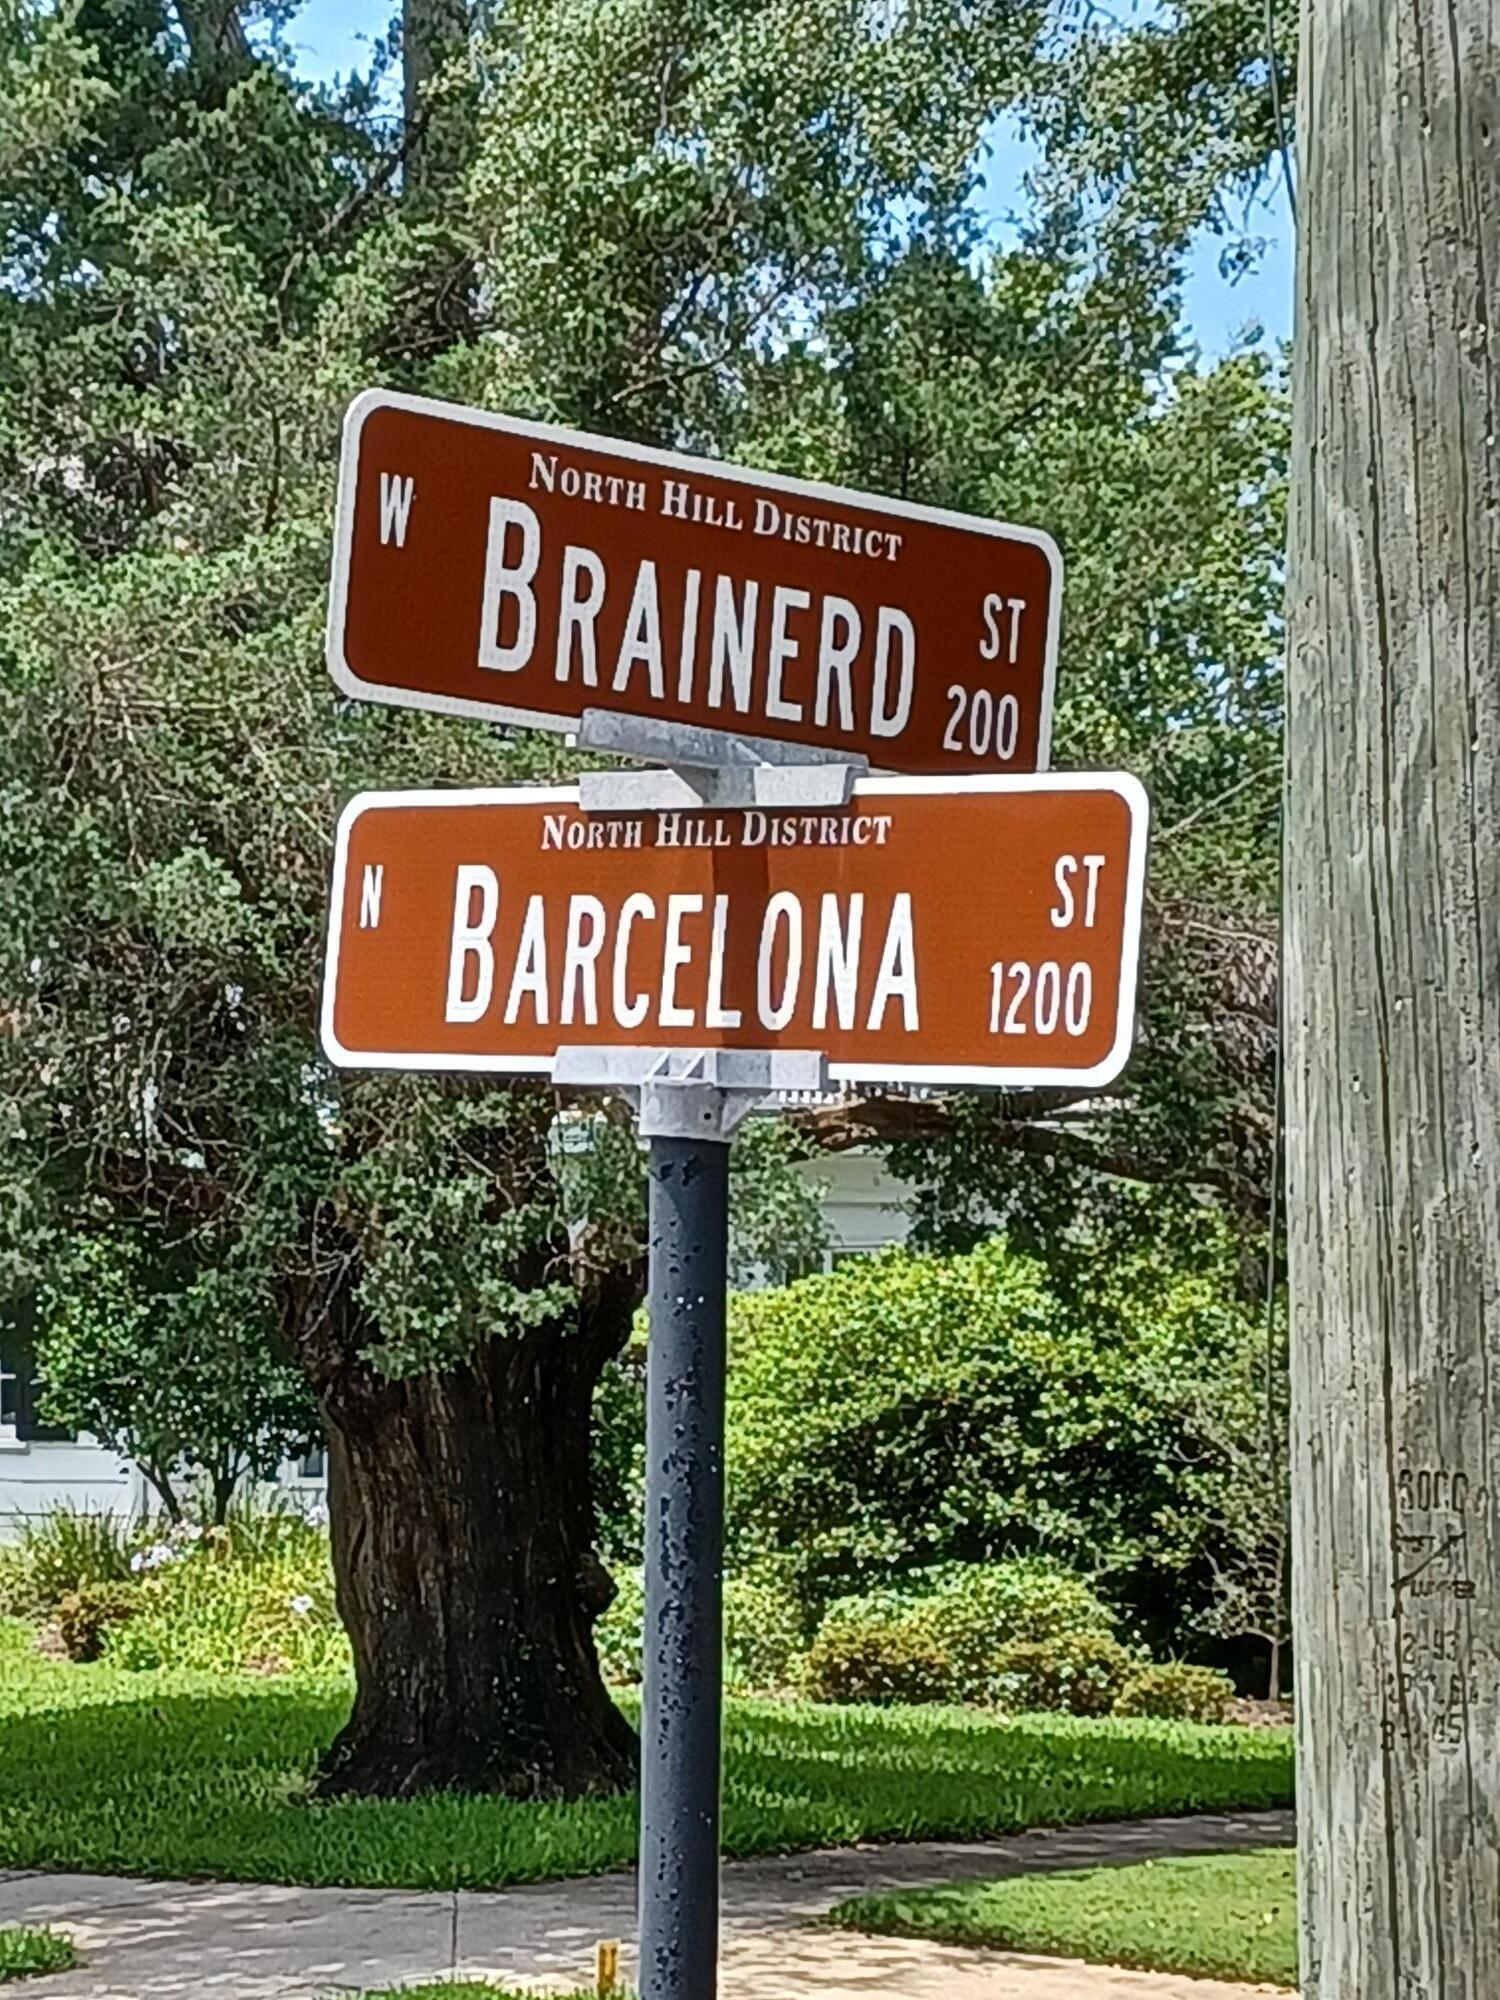 North Hill District
W Brainerd ST
200
North Hill District
N Barcelona ST
1200